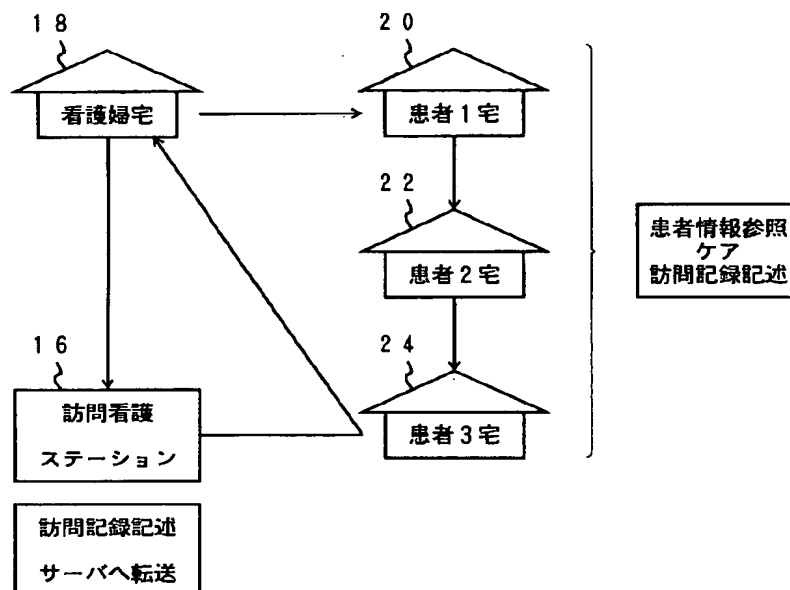 18
看護婦宅
20
患者1宅
22
患者2宅
24
患者3宅
患者情報参照
ケア
訪問記録記述
16
訪問看護
ステーション
訪問記録記述
サーバへ転送